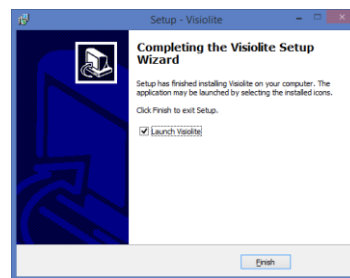 Setup - Visiolite
Completing the Visiolite Setup
Wizard
Setup has finished installing Visiolite on your computer. The
application may be launched by selecting the installed icons.
Click Finish to exit Setup.
Launch Visiolite
Finish